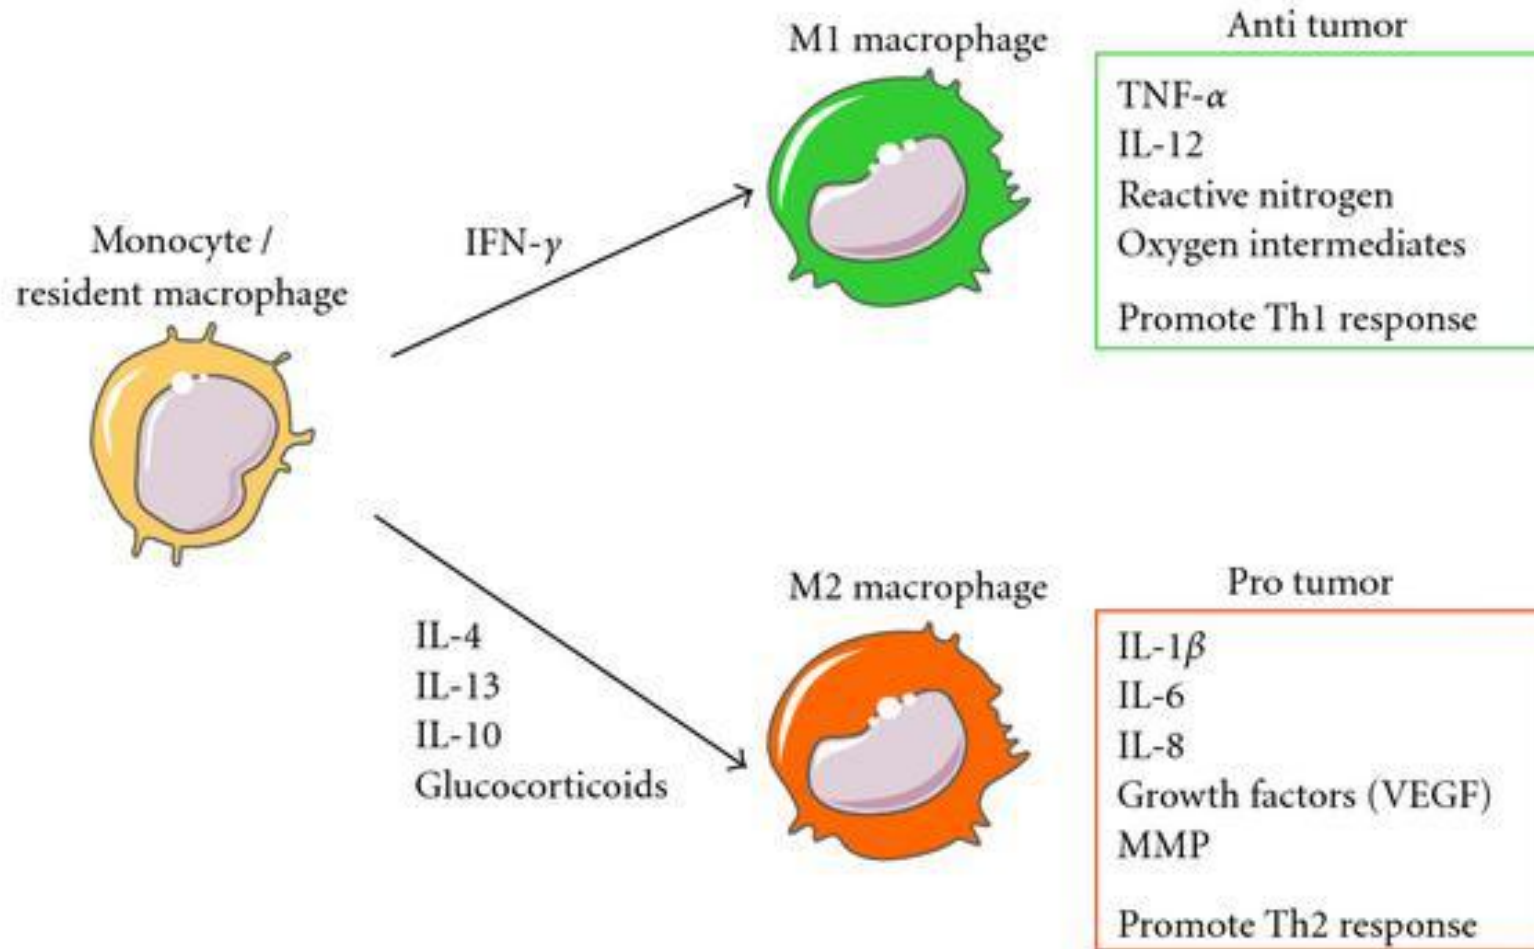 Monocyte /
resident macrophage
IFN-γ
M1 macrophage
Anti tumor
TNF-α
IL-12
Reactive nitrogen
Oxygen intermediates
Promote Th1 response
IL-4
IL-13
IL-10
Glucocorticoids
M2 macrophage
Pro tumor
IL-1β
IL-6
IL-8
Growth factors (VEGF)
MMP
Promote Th2 response